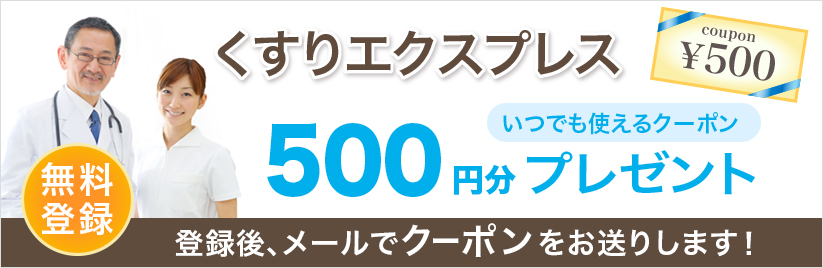 くすりエクスプレス
coupon
¥500
いつでも使えるクーポン
500円分プレゼント
無料
登録
登録後、メールでクーポンをお送りします！